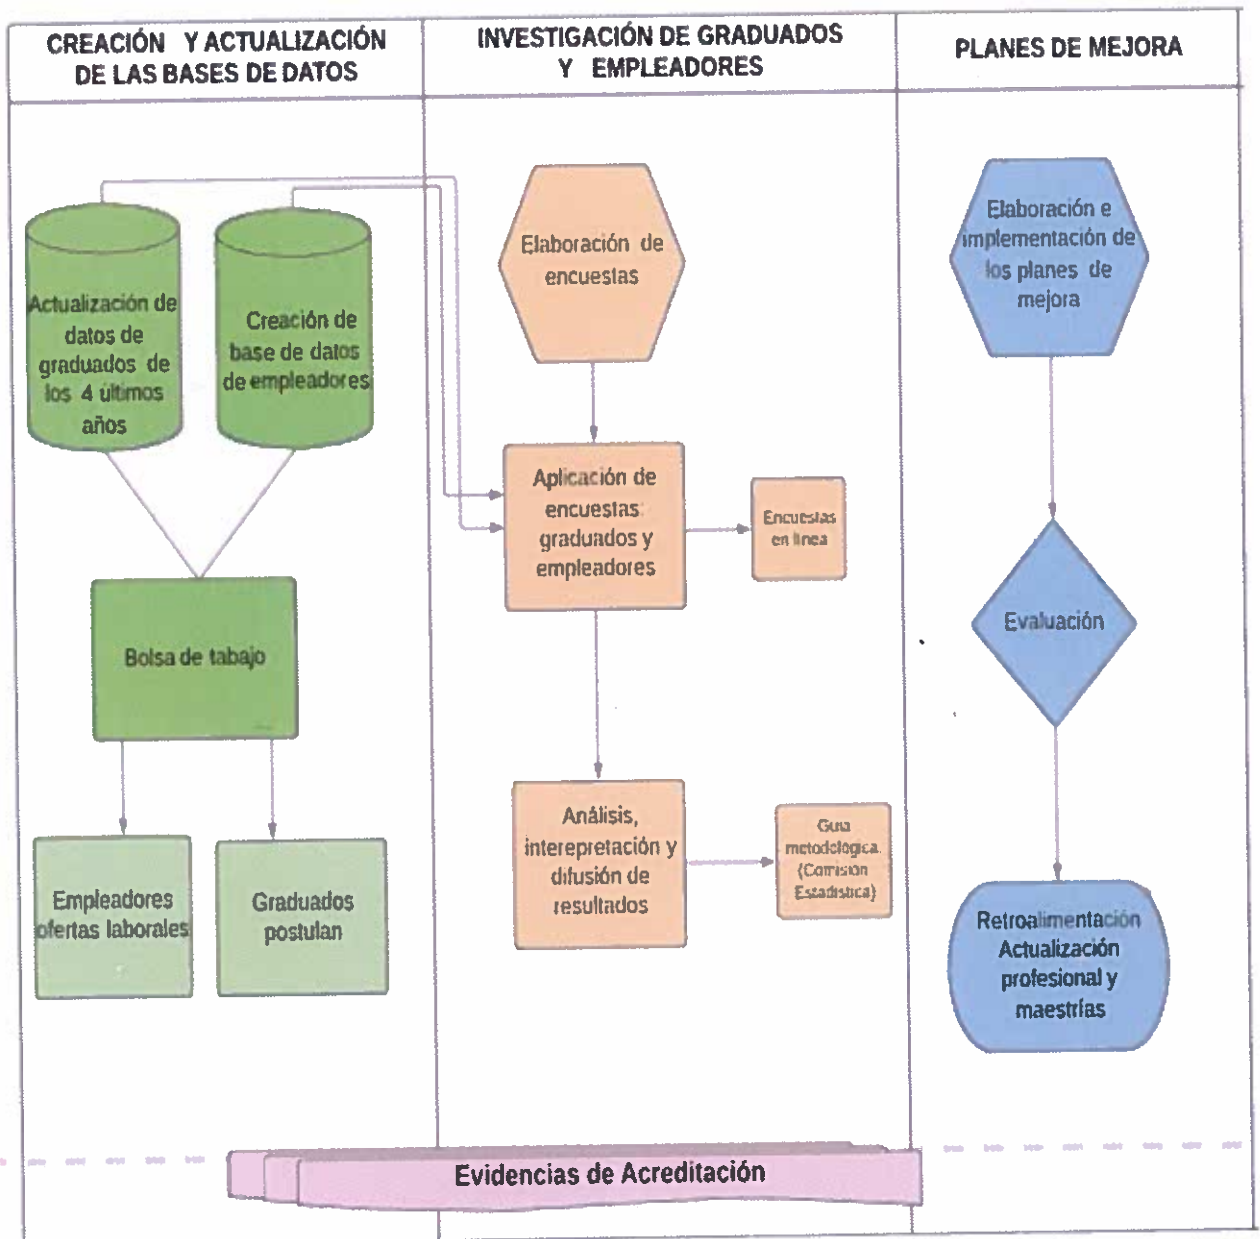 CREACIÓN Y ACTUALIZACIÓN
DE LAS BASES DE DATOS
INVESTIGACIÓN DE GRADUADOS
Y EMPLEADORES
PLANES DE MEJORA
Actualización de
datos de
graduados de
los 4 últimos
años
Creación de
base de datos
de empleadores
Bolsa de tabajo
Empleadores
ofertas laborales
Graduados
postulan
Elaboración de
encuestas
Aplicación de
encuestas:
graduados y
empleadores
Encuestas
en linea
Análisis,
interepretación y
difusión de
resultados
Guia
metodológica.
(Comisión
Estadística)
Elaboración e
implementación de
los planes de
mejora
Evaluación
Retroalimentación
Actualización
profesional y
maestrías
Evidencias de Acreditación